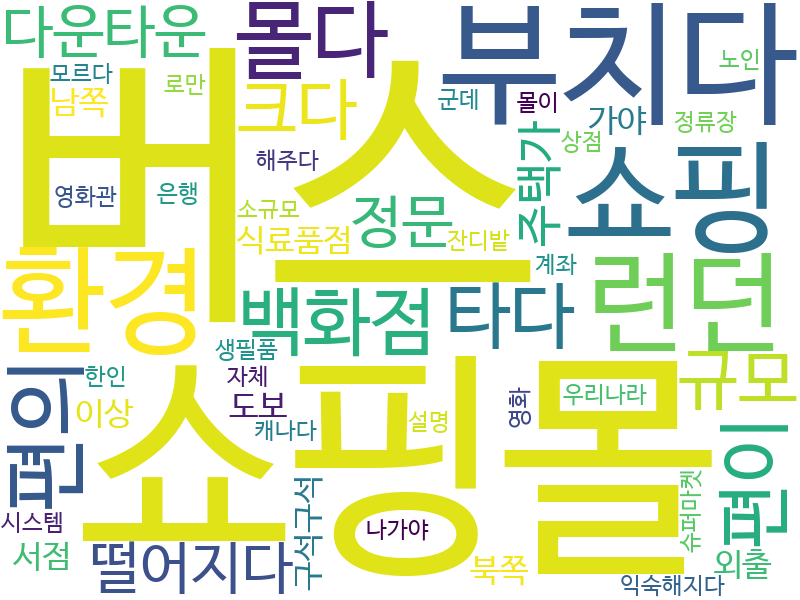 다운타운
몰다
부치다
모르다
로만
노인
남쪽
크다
군데
몰이
가야
정류장
버스
해주다
주택가
상점
쇼핑
영화관
은행
소규모
정문
식료품점
잔디밭
환경
계좌
런던
백화점
타다
생필품
한인
자체
쇼핑몰
규모
편의
이상
도보
영화
우리나라
캐나다
설명
편이
시스템
나가야
구석구석
슈퍼마켓
서점
떨어지다
북쪽
외출
익숙해지다